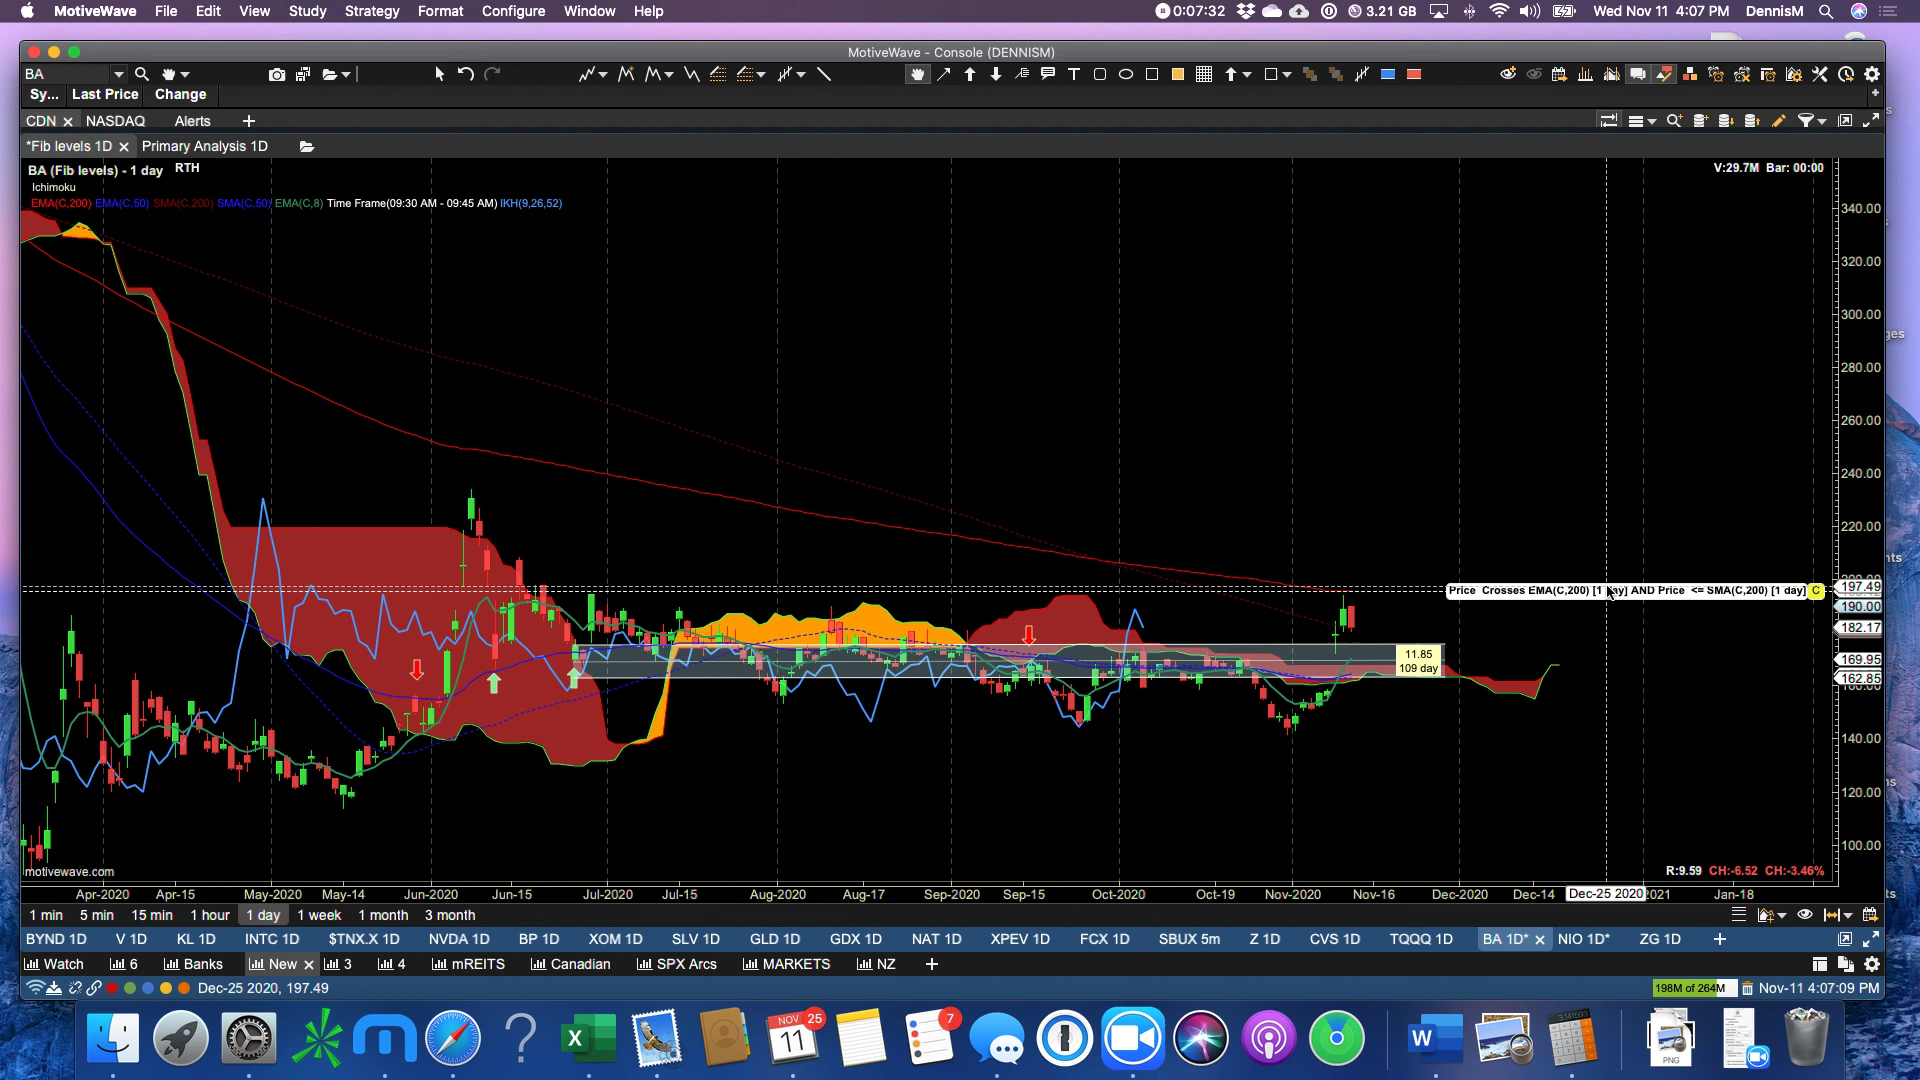 MotiveWave File Edit View Study Strategy Format Configure Window Help 0:07:32 3.21 GB Wed Nov 11 4:07 PM DennisM
MotiveWave - Console (DENNISM)
BA
Sy... Last Price Change
CDN NASDAQ Alerts
*Fib levels 1D Primary Analysis 1D
BA (Fib levels) - 1 day RTH V:29.7M Bar: 00:00
Ichimoku
EMA(C,200) EMA(C,50) SMA(C,200) SMA(C,50) EMA(C,8) Time Frame(09:30 AM - 09:45 AM) IKH(9,26,52)
340.00
320.00
300.00
280.00
260.00
240.00
220.00
197.49
Price Crosses EMA(C,200) [1 day] AND Price <= SMA(C,200) [1 day] C
190.00
182.17
11.85
109 day
169.95
162.85
140.00
120.00
100.00
motivewave.com R:9.59 CH:-6.52 CH:-3.46%
Apr-2020 Apr-15 May-2020 May-14 Jun-2020 Jun-15 Jul-2020 Jul-15 Aug-2020 Aug-17 Sep-2020 Sep-15 Oct-2020 Oct-19 Nov-2020 Nov-16 Dec-2020 Dec-14 Dec-25 2020 2021 Jan-18
1 min 5 min 15 min 1 hour 1 day 1 week 1 month 3 month
BYND 1D V 1D KL 1D INTC 1D $TNX.X 1D NVDA 1D BP 1D XOM 1D SLV 1D GLD 1D GDX 1D NAT 1D XPEV 1D FCX 1D SBUX 5m Z 1D CVS 1D TQQQ 1D BA 1D* NIO 1D* ZG 1D
Watch 6 Banks New 3 4 mREITS Canadian SPX Arcs MARKETS NZ
Dec-25 2020, 197.49 198M of 264M Nov-11 4:07:09 PM
NOV 25 7
11
PNG